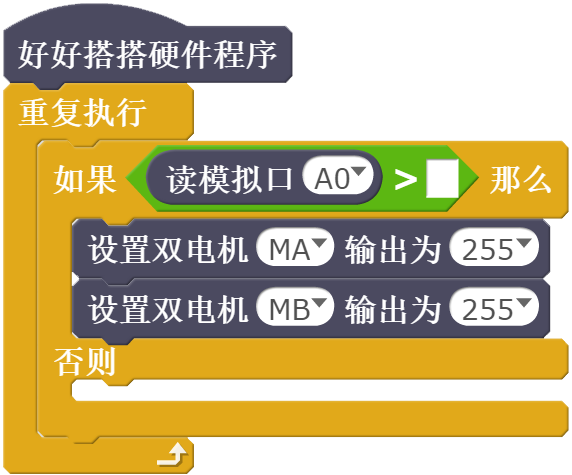 好好搭搭硬件程序
重复执行
如果 读模拟口 A0 > 那么
设置双电机 MA 输出为 255
设置双电机 MB 输出为 255
否则